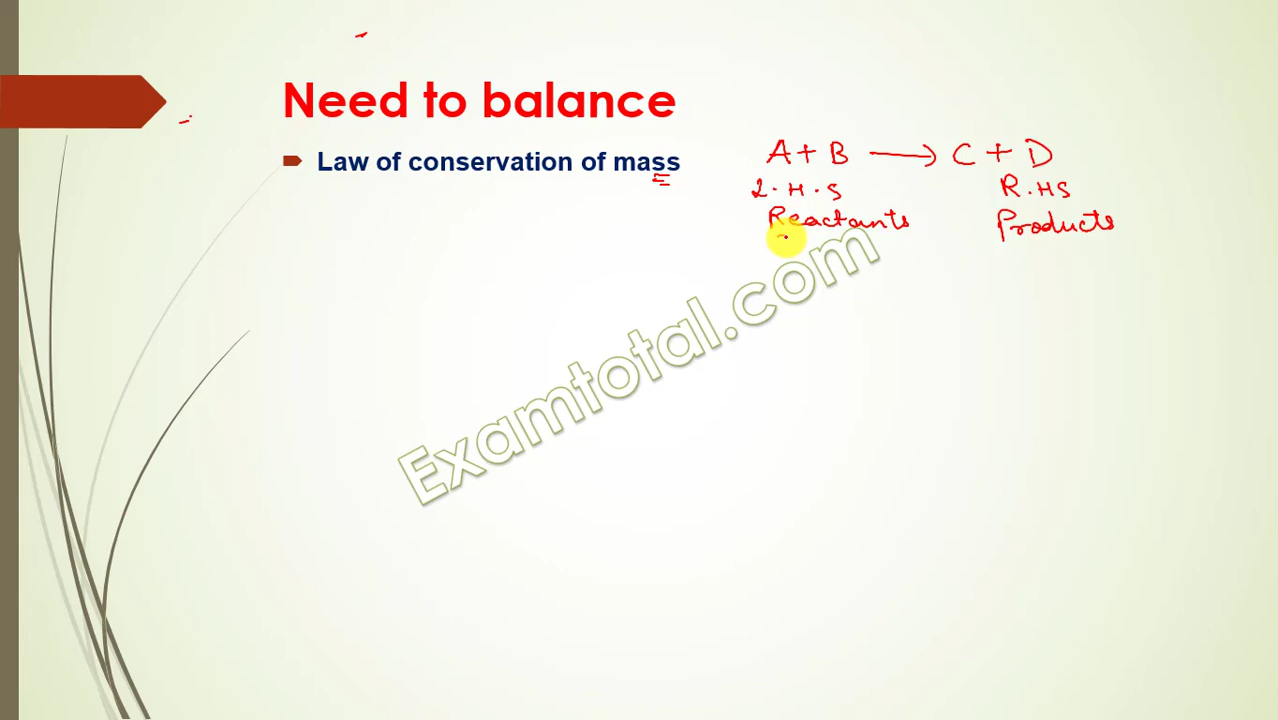 Need to balance
Law of conservation of mass
A + B → C + D
L.H.S R.HS
Reactants Products
Examtotal.com